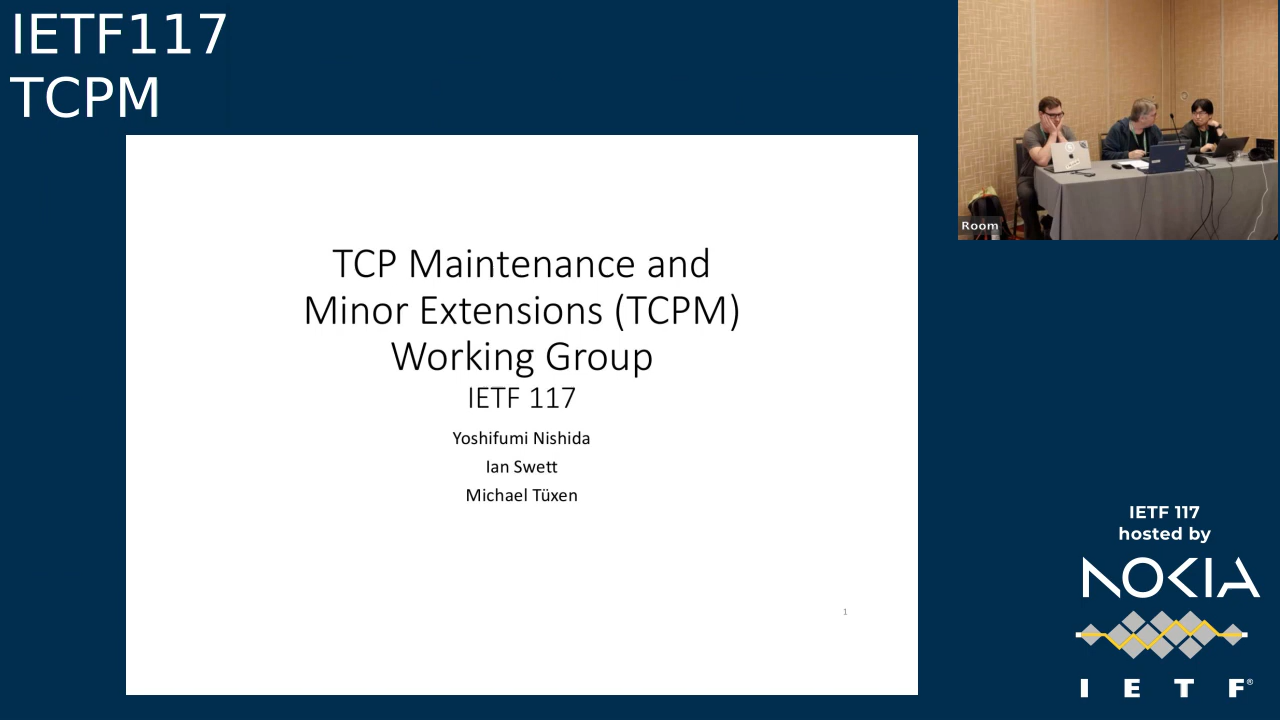 IETF117
TCPM
Room
TCP Maintenance and
Minor Extensions (TCPM)
Working Group
IETF 117
Yoshifumi Nishida
Ian Swett
Michael Tüxen
1
IETF 117
hosted by
NOKIA
I E T F®